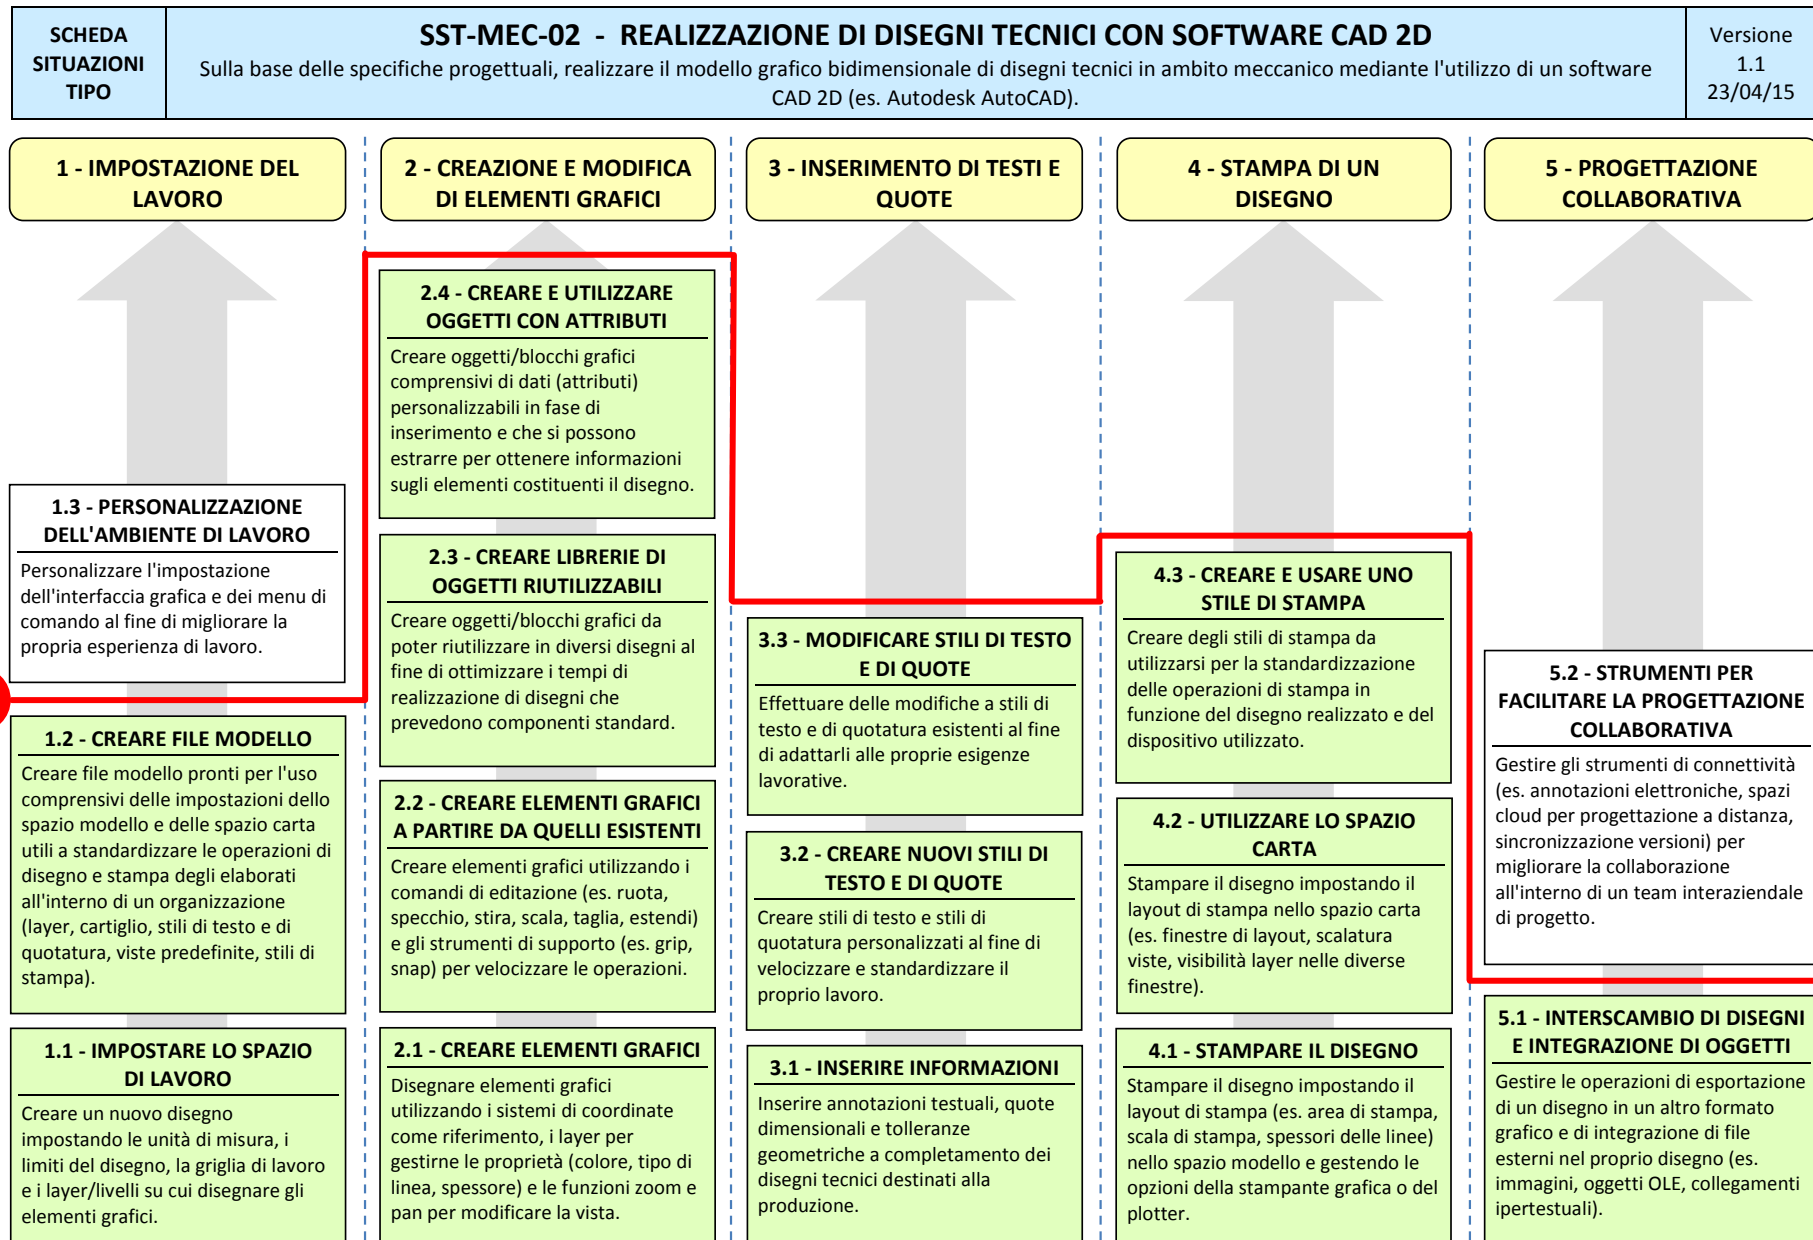 SCHEDA
SITUAZIONI
TIPO
SST-MEC-02 - REALIZZAZIONE DI DISEGNI TECNICI CON SOFTWARE CAD 2D
Sulla base delle specifiche progettuali, realizzare il modello grafico bidimensionale di disegni tecnici in ambito meccanico mediante l'utilizzo di un software
CAD 2D (es. Autodesk AutoCAD).
Versione
1.1
23/04/15
1 - IMPOSTAZIONE DEL
LAVORO
1.3 - PERSONALIZZAZIONE
DELL'AMBIENTE DI LAVORO
Personalizzare l'impostazione
dell'interfaccia grafica e dei menu di
comando al fine di migliorare la
propria esperienza di lavoro.
1.2 - CREARE FILE MODELLO
Creare file modello pronti per l'uso
comprensivi delle impostazioni dello
spazio modello e delle spazio carta
utili a standardizzare le operazioni di
disegno e stampa degli elaborati
all'interno di un organizzazione
(layer, cartiglio, stili di testo e di
quotatura, viste predefinite, stili di
stampa).
1.1 - IMPOSTARE LO SPAZIO
DI LAVORO
Creare un nuovo disegno
impostando le unità di misura, i
limiti del disegno, la griglia di lavoro
e i layer/livelli su cui disegnare gli
elementi grafici.
2 - CREAZIONE E MODIFICA
DI ELEMENTI GRAFICI
2.4 - CREARE E UTILIZZARE
OGGETTI CON ATTRIBUTI
Creare oggetti/blocchi grafici
comprensivi di dati (attributi)
personalizzabili in fase di
inserimento e che si possono
estrarre per ottenere informazioni
sugli elementi costituenti il disegno.
2.3 - CREARE LIBRERIE DI
OGGETTI RIUTILIZZABILI
Creare oggetti/blocchi grafici da
poter riutilizzare in diversi disegni al
fine di ottimizzare i tempi di
realizzazione di disegni che
prevedono componenti standard.
2.2 - CREARE ELEMENTI GRAFICI
A PARTIRE DA QUELLI ESISTENTI
Creare elementi grafici utilizzando i
comandi di editazione (es. ruota,
specchio, stira, scala, taglia, estendi)
e gli strumenti di supporto (es. grip,
snap) per velocizzare le operazioni.
2.1 - CREARE ELEMENTI GRAFICI
Disegnare elementi grafici
utilizzando i sistemi di coordinate
come riferimento, i layer per
gestirne le proprietà (colore, tipo di
linea, spessore) e le funzioni zoom e
pan per modificare la vista.
3 - INSERIMENTO DI TESTI E
QUOTE
3.3 - MODIFICARE STILI DI TESTO
E DI QUOTE
Effettuare delle modifiche a stili di
testo e di quotatura esistenti al fine
di adattarli alle proprie esigenze
lavorative.
3.2 - CREARE NUOVI STILI DI
TESTO E DI QUOTE
Creare stili di testo e stili di
quotatura personalizzati al fine di
velocizzare e standardizzare il
proprio lavoro.
3.1 - INSERIRE INFORMAZIONI
Inserire annotazioni testuali, quote
dimensionali e tolleranze
geometriche a completamento dei
disegni tecnici destinati alla
produzione.
4 - STAMPA DI UN
DISEGNO
4.3 - CREARE E USARE UNO
STILE DI STAMPA
Creare degli stili di stampa da
utilizzarsi per la standardizzazione
delle operazioni di stampa in
funzione del disegno realizzato e del
dispositivo utilizzato.
4.2 - UTILIZZARE LO SPAZIO
CARTA
Stampare il disegno impostando il
layout di stampa nello spazio carta
(es. finestre di layout, scalatura
viste, visibilità layer nelle diverse
finestre).
4.1 - STAMPARE IL DISEGNO
Stampare il disegno impostando il
layout di stampa (es. area di stampa,
scala di stampa, spessori delle linee)
nello spazio modello e gestendo le
opzioni della stampante grafica o del
plotter.
5 - PROGETTAZIONE
COLLABORATIVA
5.2 - STRUMENTI PER
FACILITARE LA PROGETTAZIONE
COLLABORATIVA
Gestire gli strumenti di connettività
(es. annotazioni elettroniche, spazi
cloud per progettazione a distanza,
sincronizzazione versioni) per
migliorare la collaborazione
all'interno di un team interaziendale
di progetto.
5.1 - INTERSCAMBIO DI DISEGNI
E INTEGRAZIONE DI OGGETTI
Gestire le operazioni di esportazione
di un disegno in un altro formato
grafico e di integrazione di file
esterni nel proprio disegno (es.
immagini, oggetti OLE, collegamenti
ipertestuali).